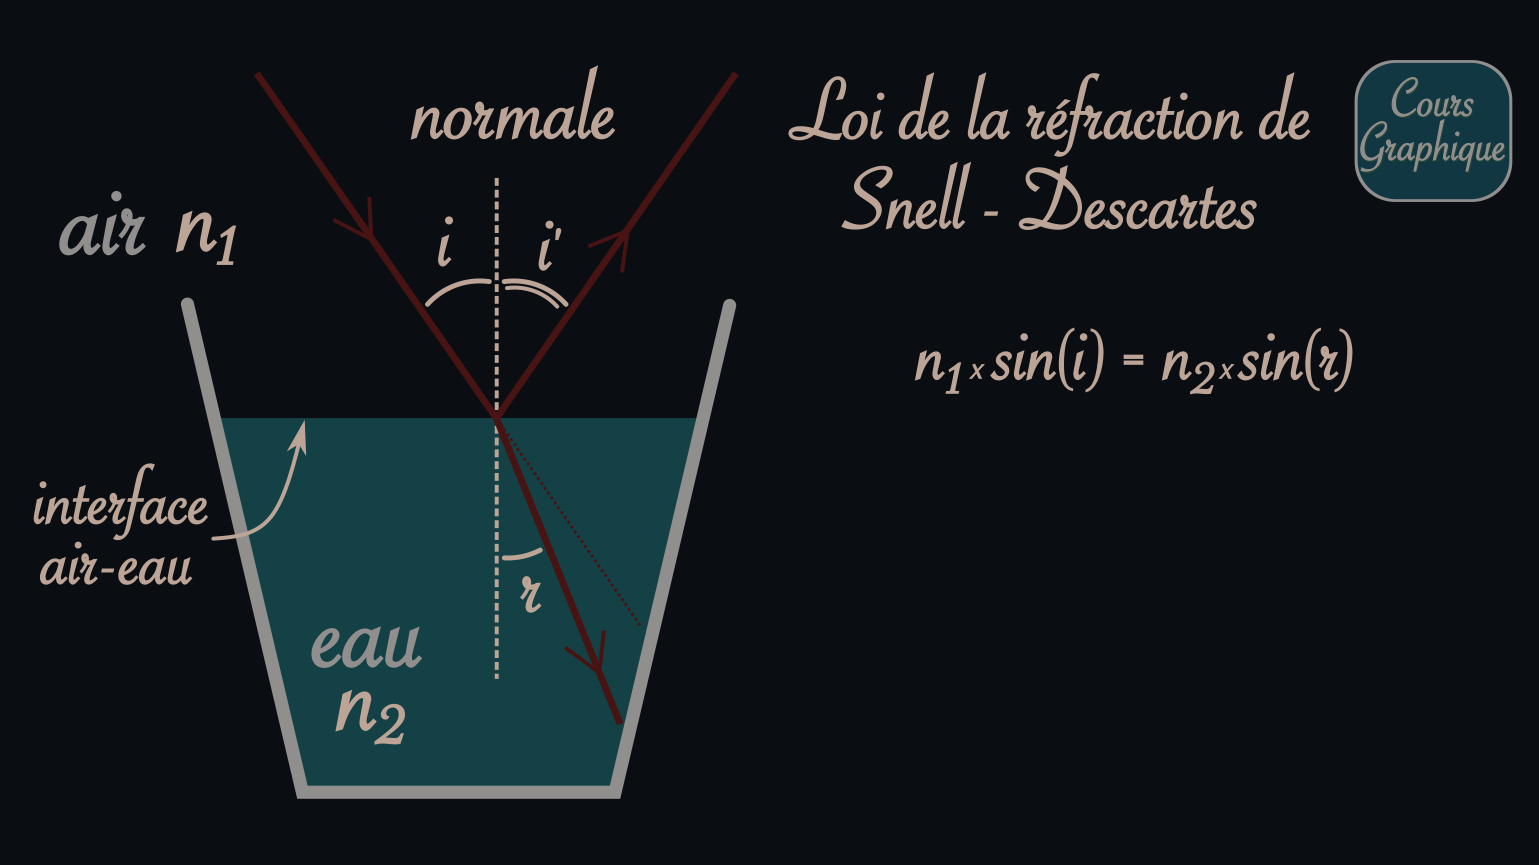 normale
Loi de la réfraction de
Snell - Descartes
Cours
Graphique
air n₁
i
i'
n₁ x sin(i) = n₂ x sin(r)
interface
air-eau
r
eau
n₂